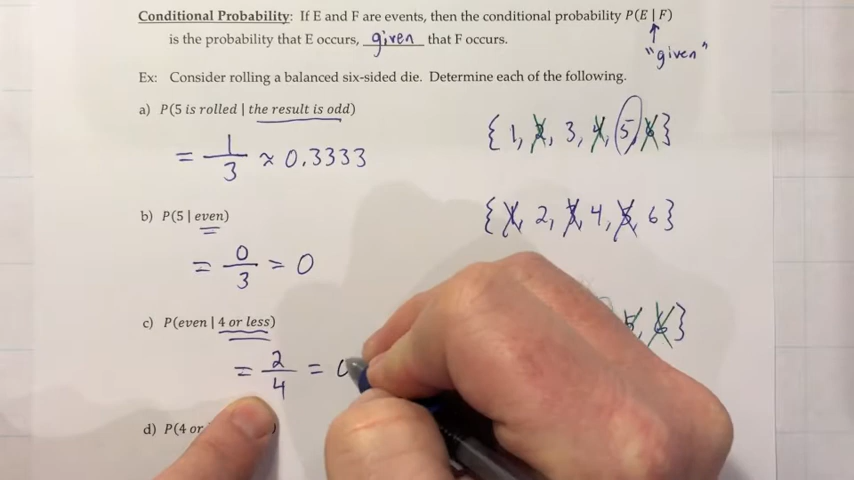 Conditional Probability: If E and F are events, then the conditional probability P(E | F)
is the probability that E occurs, given that F occurs.
"given"
Ex: Consider rolling a balanced six-sided die. Determine each of the following.
a) P(5 is rolled | the result is odd)
{1, 2, 3, 4, 5, 6}
= 1/3 ≈ 0.3333
b) P(5 | even)
{1, 2, 3, 4, 5, 6}
= 0/3 = 0
c) P(even | 4 or less)
5, 6}
= 2/4 = 0
d) P(4 or